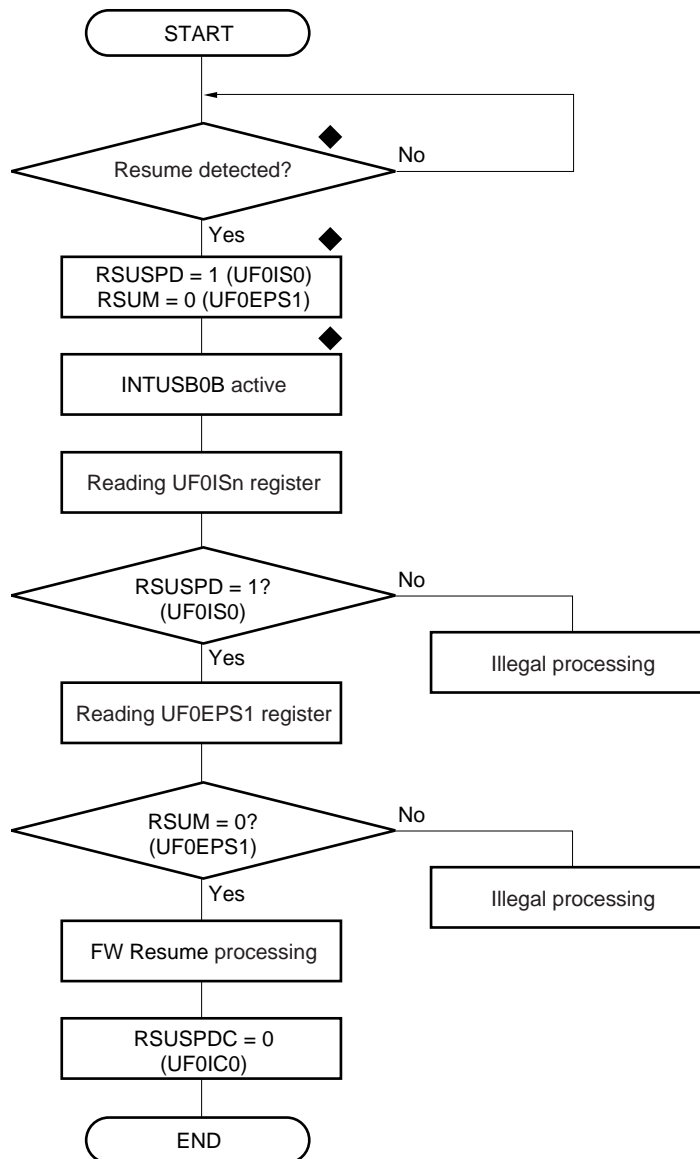 START
Resume detected?
No
Yes
RSUSPD = 1 (UF0IS0)
RSUM = 0 (UF0EPS1)
INTUSB0B active
Reading UF0ISn register
RSUSPD = 1?
(UF0IS0)
No
Yes
Illegal processing
Reading UF0EPS1 register
RSUM = 0?
(UF0EPS1)
No
Yes
Illegal processing
FW Resume processing
RSUSPDC = 0
(UF0IC0)
END